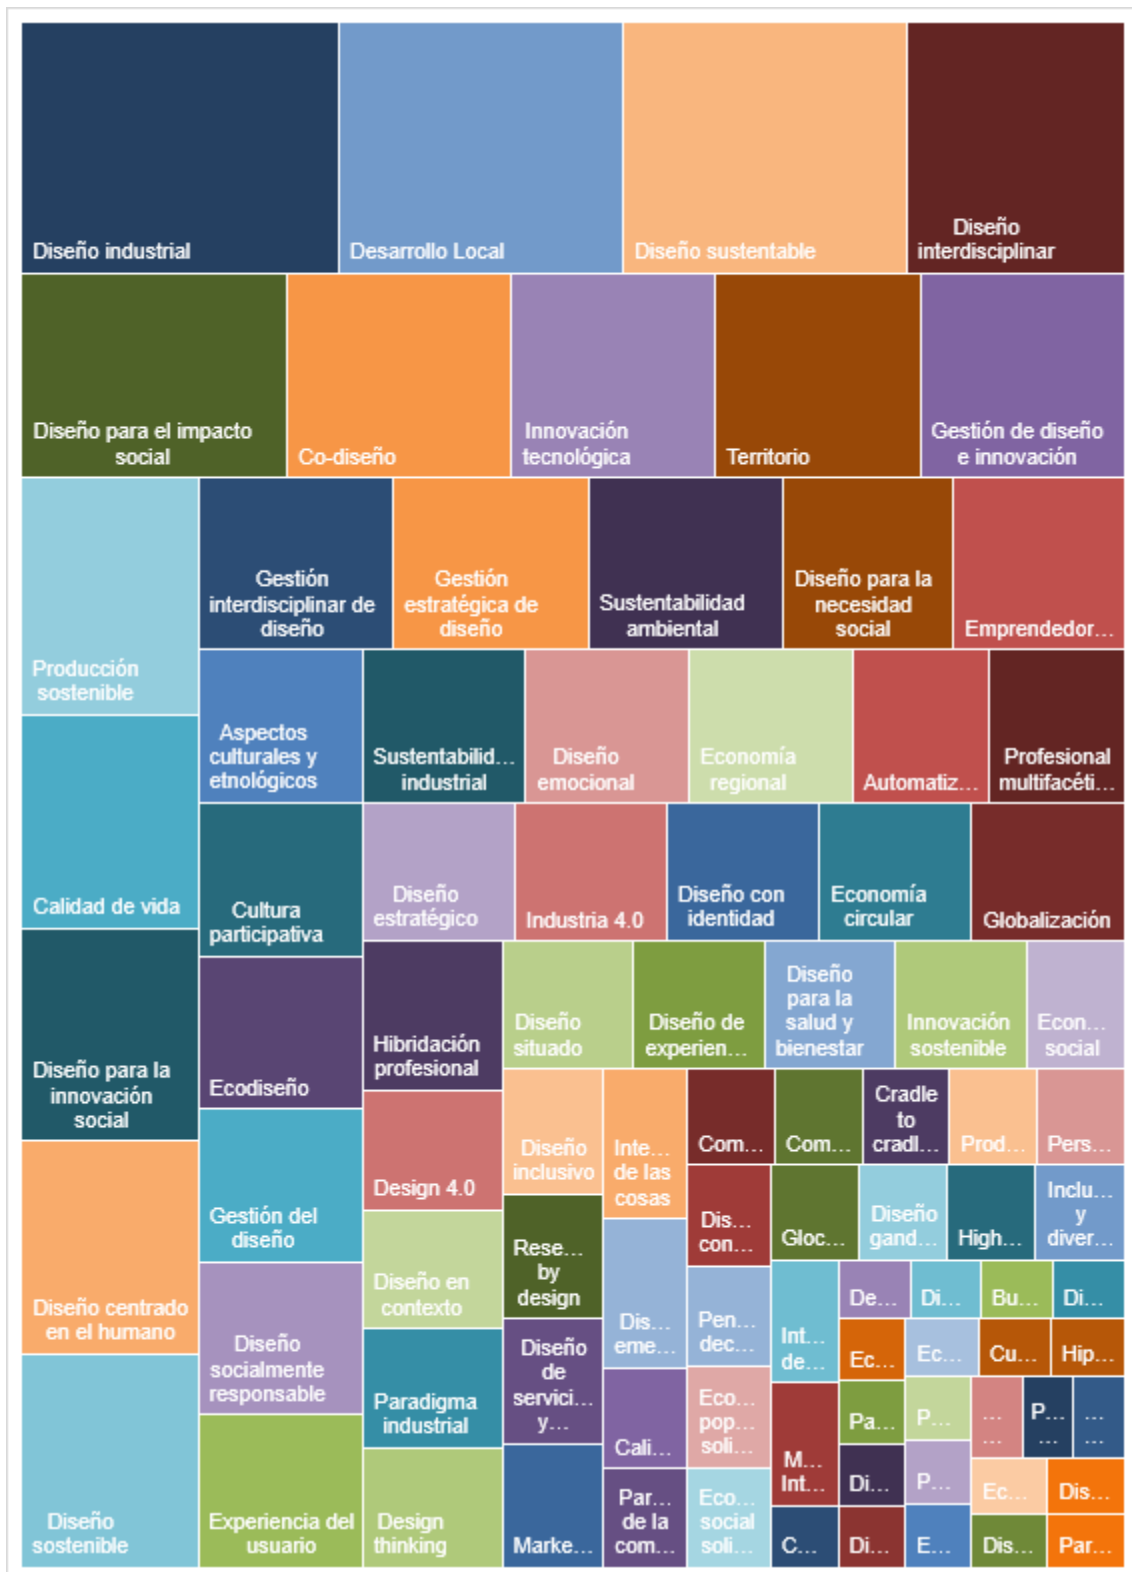 Diseño industrial
Desarrollo Local
Diseño sustentable
Diseño
interdisciplinar
Diseño para el impacto
social
Co-diseño
Innovación
tecnológica
Territorio
Gestión de diseño
e innovación
Producción
sostenible
Gestión
interdisciplinar de
diseño
Gestión
estratégica de
diseño
Sustentabilidad
ambiental
Diseño para la
necesidad
social
Emprendedor...
Calidad de vida
Aspectos
culturales y
etnológicos
Sustentabilid...
industrial
Diseño
emocional
Economía
regional
Automatiz...
Profesional
multifacéti...
Cultura
participativa
Diseño
estratégico
Industria 4.0
Diseño con
identidad
Economía
circular
Globalización
Diseño para la
innovación
social
Ecodiseño
Hibridación
profesional
Diseño
situado
Diseño de
experien...
Diseño
para la
salud y
bienestar
Innovación
sostenible
Econ...
social
Diseño centrado
en el humano
Gestión del
diseño
Design 4.0
Diseño
inclusivo
Inte...
de las
cosas
Com...
Com...
Cradle
to
cradl...
Prod...
Pers...
Dis...
con...
Gloc...
Diseño
gand...
High...
Inclu...
y
diver...
Diseño en
contexto
Rese...
by
design
Dis...
eme...
Pen...
dec...
Int...
de...
De...
Di...
Bu...
Di...
Ec...
Ec...
Cu...
Hip...
Diseño
sostenible
Diseño
socialmente
responsable
Paradigma
industrial
Diseño
de
servici...
y...
Cali...
Eco...
pop...
soli...
M...
Int...
Pa...
P...
...
...
P...
...
...
...
Experiencia del
usuario
Design
thinking
Marke...
Par...
de la
com...
Eco...
social
soli...
C...
Di...
Di...
P...
E...
Ec...
Dis...
Dis...
Par...